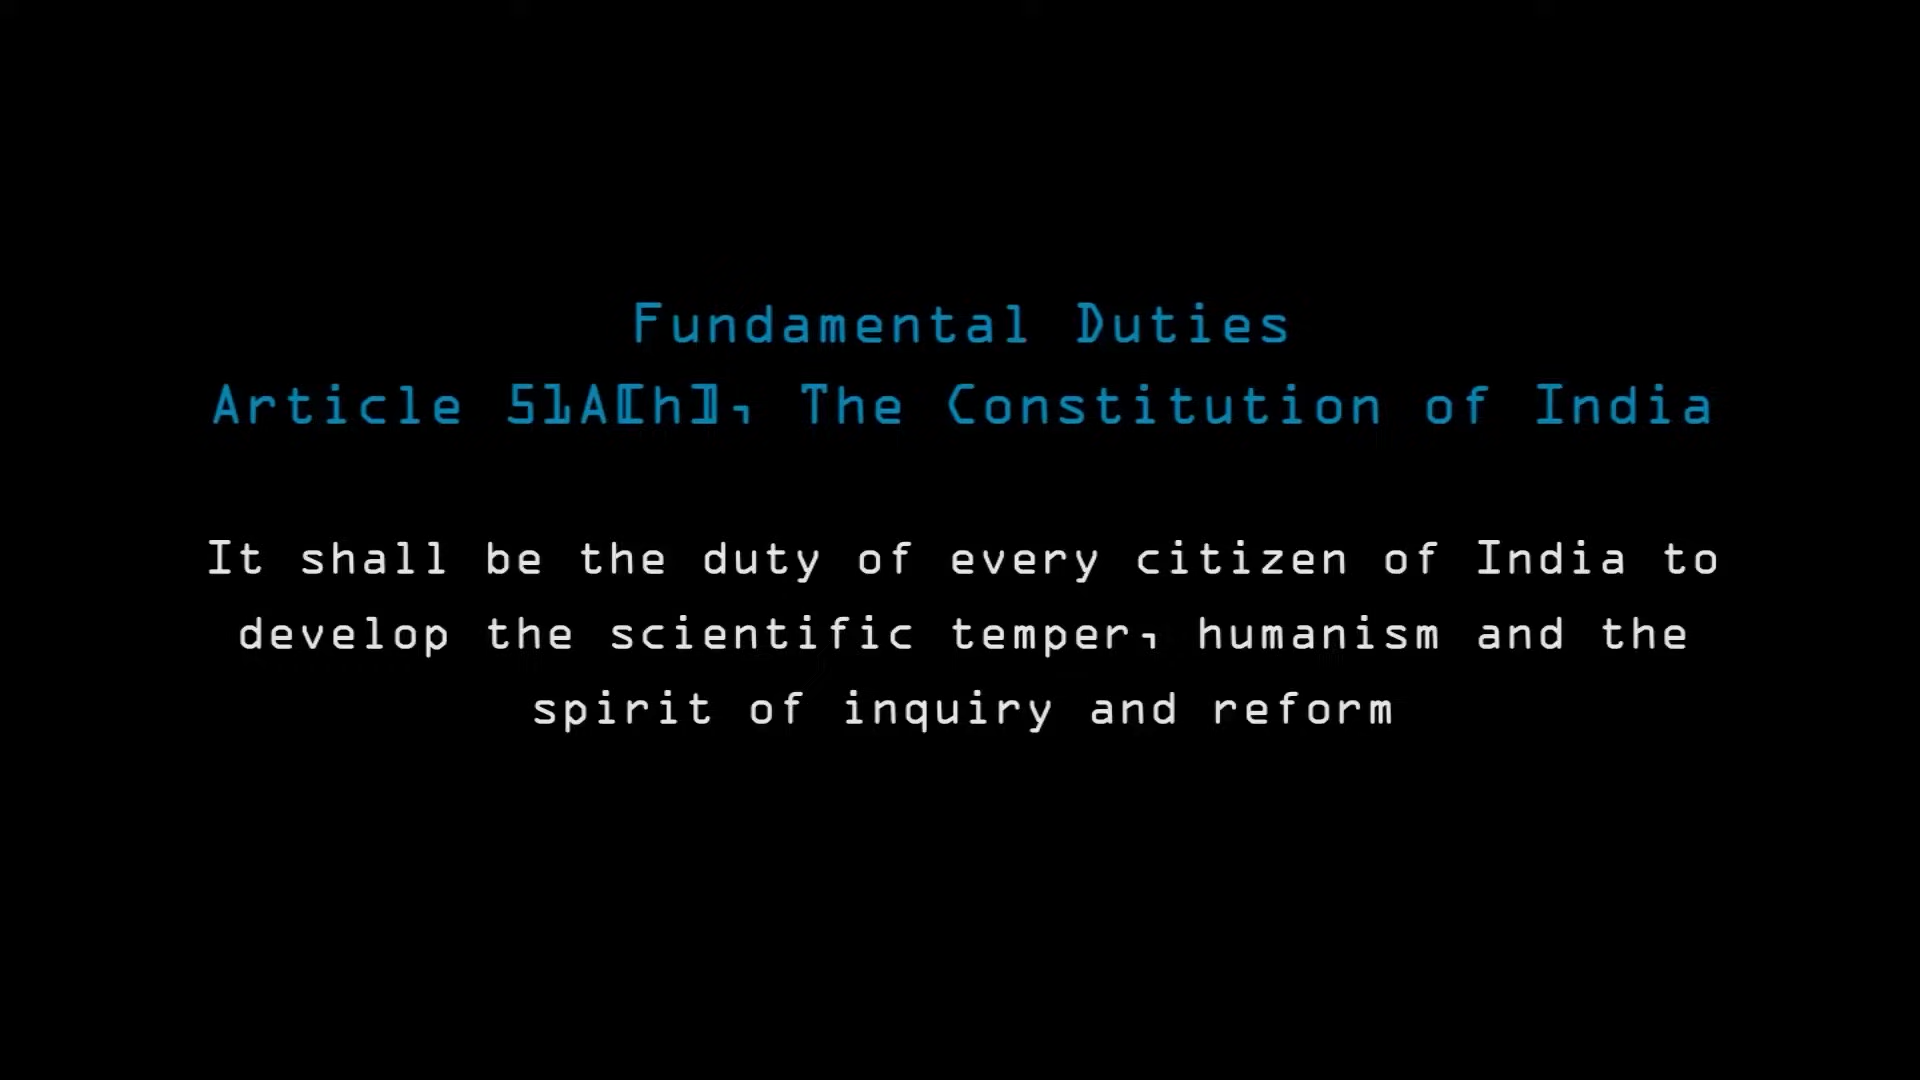 Fundamental Duties
Article 51A[h], The Constitution of India
It shall be the duty of every citizen of India to
develop the scientific temper, humanism and the
spirit of inquiry and reform